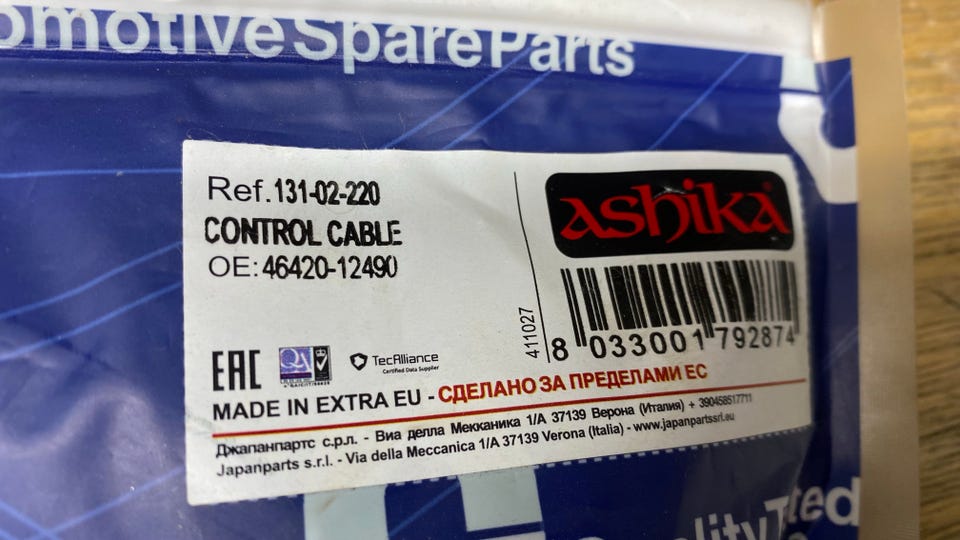 omotive Spare Parts
Ref. 131-02-220
CONTROL CABLE
OE: 46420-12490
ashika®
411027
8 033001 792874
EAC
QA
TecAlliance
Certified Data Supplier
MADE IN EXTRA EU - СДЕЛАНО ЗА ПРЕДЕЛАМИ ЕС
Джапанпартс с.р.л. - Виа делла Мекканика 1/А 37139 Верона (Италия) + 390458517711
Japanparts s.r.l. - Via della Meccanica 1/A 37139 Verona (Italia) - www.japanpartssrl.eu